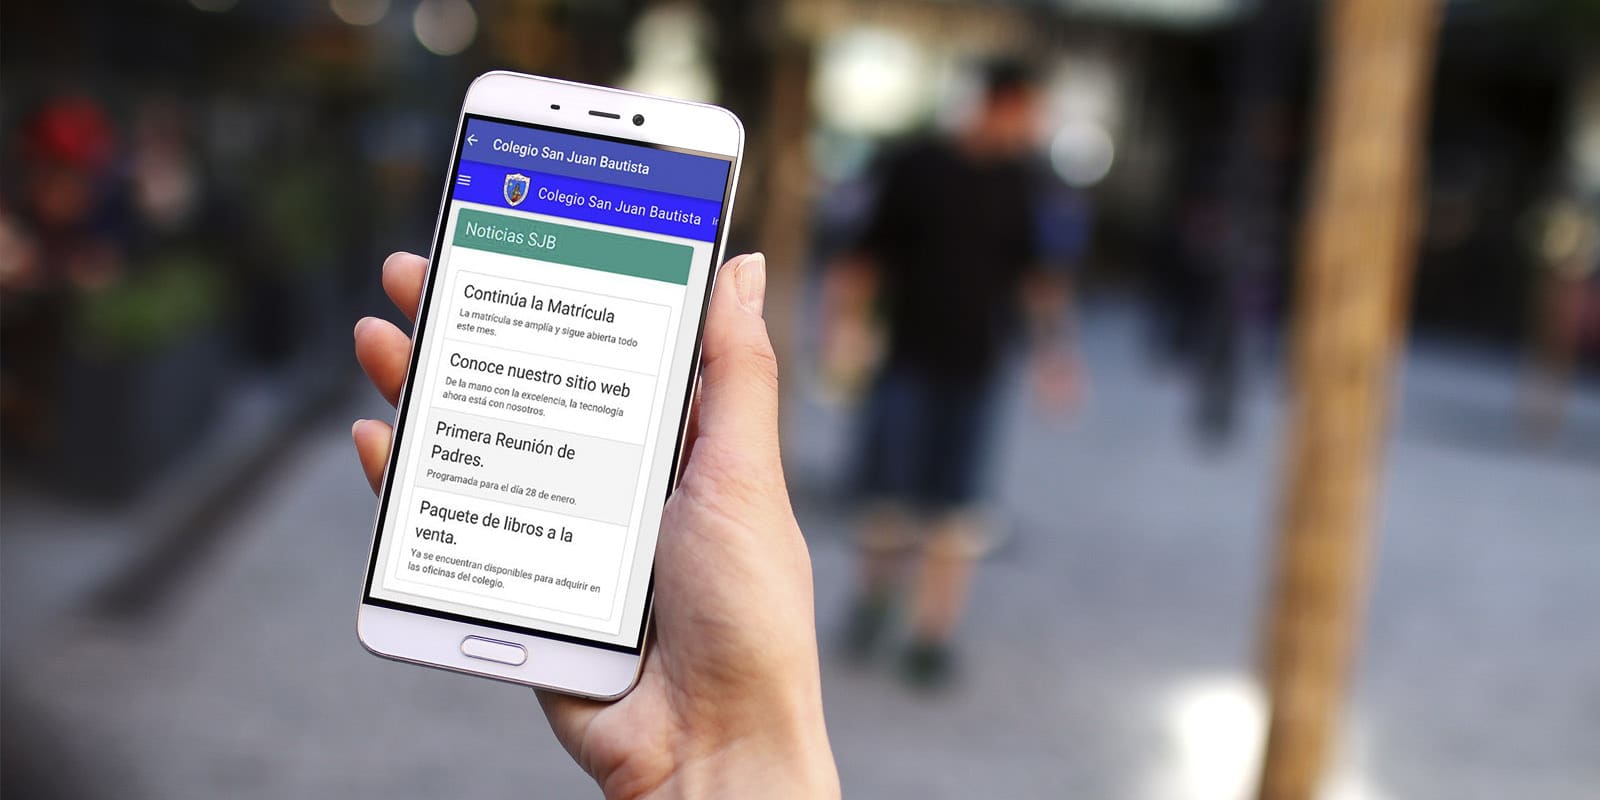 Colegio San Juan Bautista
Colegio San Juan Bautista
Noticias SJB
Continúa la Matrícula
La matrícula se amplía y sigue abierta todo
este mes.
Conoce nuestro sitio web
De la mano con la excelencia, la tecnología
ahora está con nosotros.
Primera Reunión de
Padres.
Programada para el día 28 de enero.
Paquete de libros a la
venta.
Ya se encuentran disponibles para adquirir en
las oficinas del colegio.